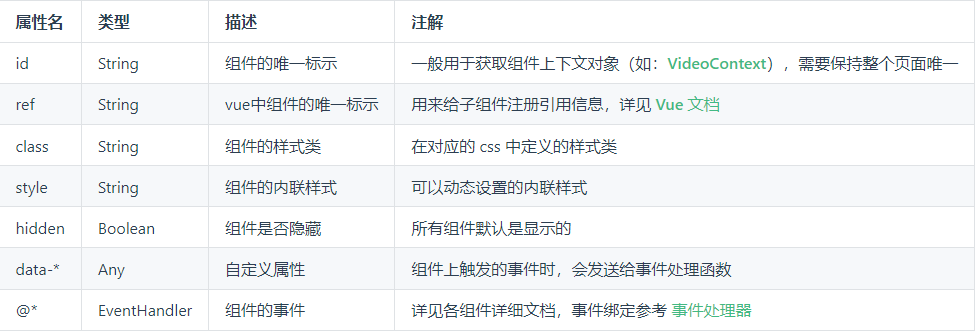 属性名 类型 描述 注解
id String 组件的唯一标示 一般用于获取组件上下文对象（如：VideoContext），需要保持整个页面唯一
ref String vue中组件的唯一标示 用来给子组件注册引用信息，详见 Vue 文档
class String 组件的样式类 在对应的 css 中定义的样式类
style String 组件的内联样式 可以动态设置的内联样式
hidden Boolean 组件是否隐藏 所有组件默认是显示的
data-* Any 自定义属性 组件上触发的事件时，会发送给事件处理函数
@* EventHandler 组件的事件 详见各组件详细文档，事件绑定参考 事件处理器